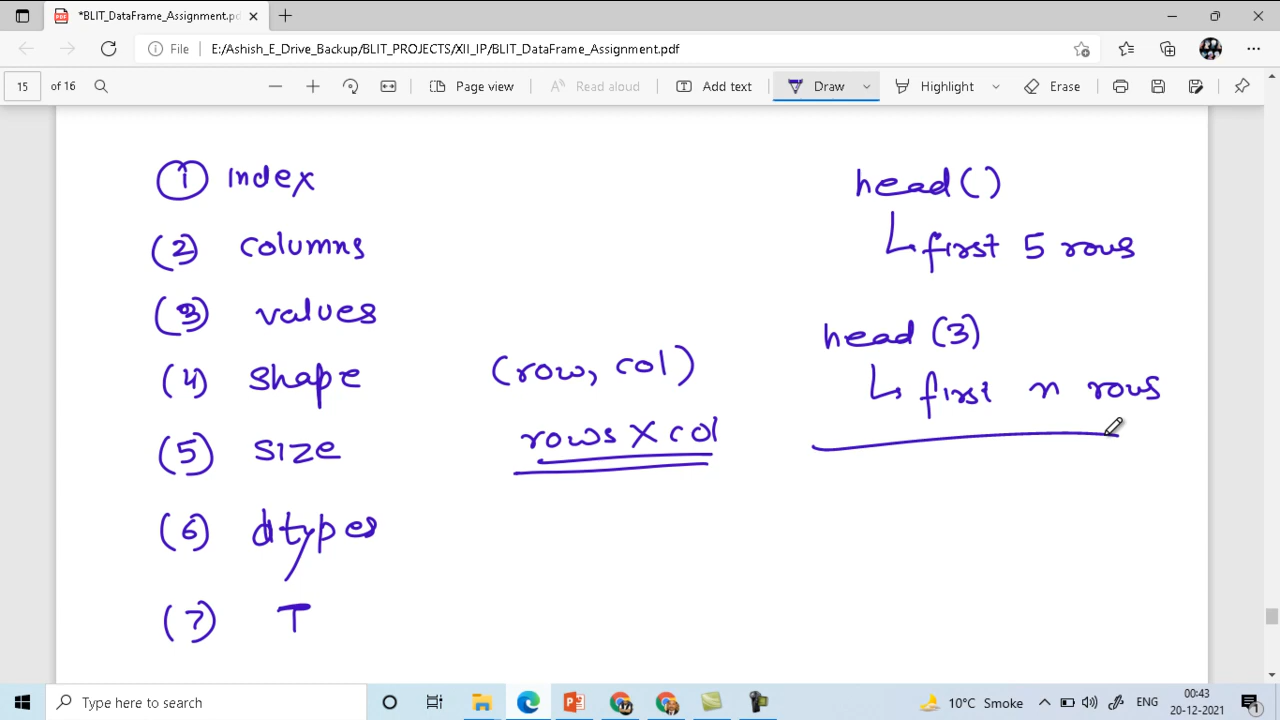 *BLIT_DataFrame_Assignment.pd
File E:/Ashish_E_Drive_Backup/BLIT_PROJECTS/XII_IP/BLIT_DataFrame_Assignment.pdf
15 of 16 Page view Read aloud Add text Draw Highlight Erase
① Index
(2) columns
(3) values
(4) shape (row, col)
(5) SIZE rows X col
(6) dtypes
(7) T
head()
first 5 rows
head (3)
first n rows
Type here to search
10°C Smoke ENG
00:43
20-12-2021
1